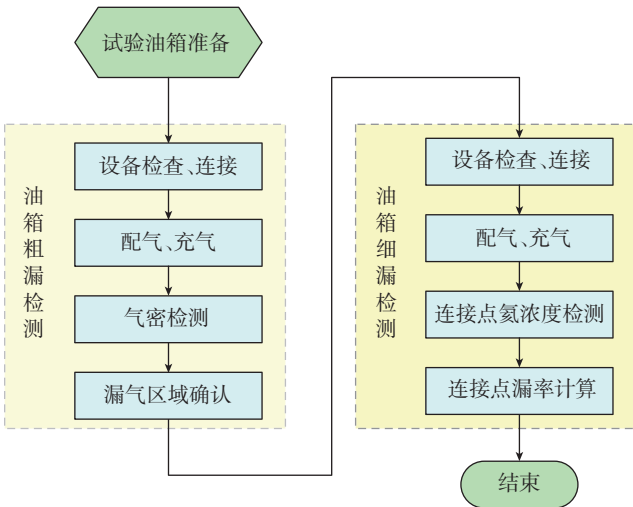 试验油箱准备
油箱粗漏检测
设备检查、连接
配气、充气
气密检测
漏气区域确认
油箱细漏检测
设备检查、连接
配气、充气
连接点氦浓度检测
连接点漏率计算
结束